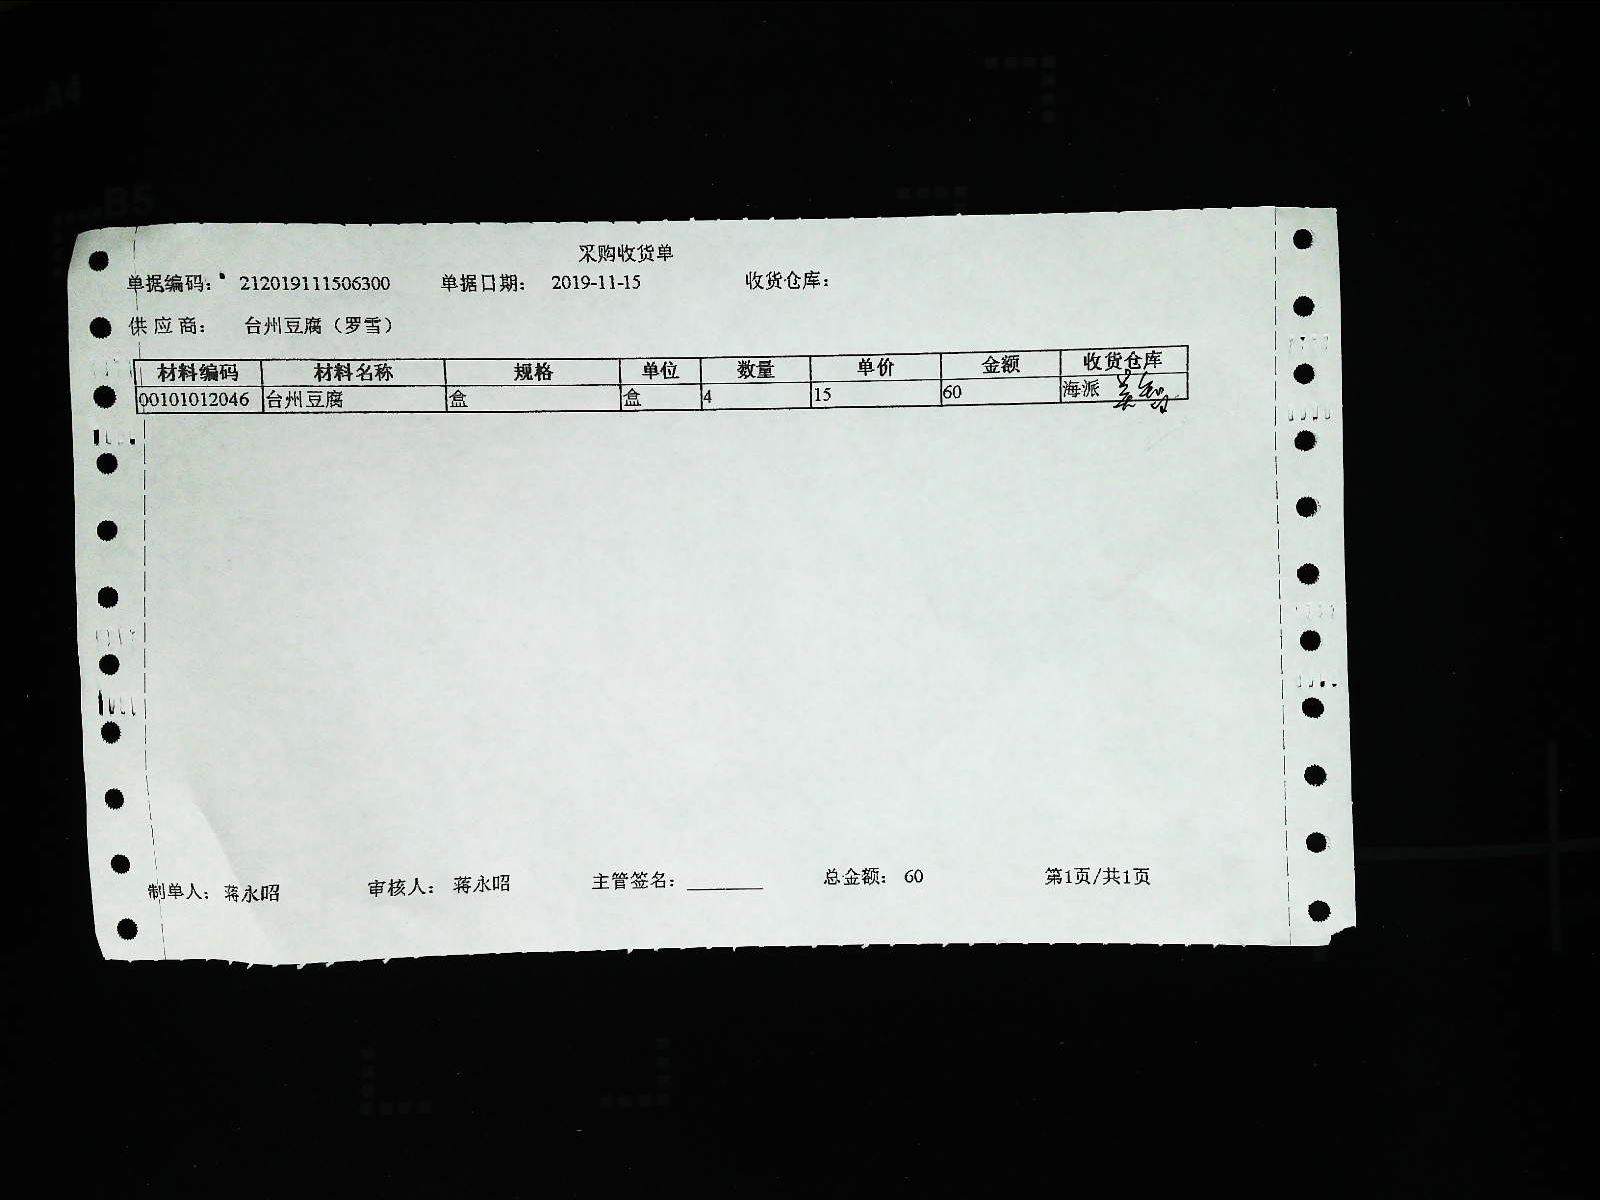 采购收货单
单据编码： 212019111506300 单据日期： 2019-11-15 收货仓库：
供应商： 台州豆腐（罗雪）
材料编码 材料名称 规格 单位 数量 单价 金额 收货仓库
00101012046 台州豆腐 盒 盒 4 15 60 海派
制单人： 蒋永昭 审核人： 蒋永昭 主管签名： 总金额： 60 第1页/共1页
A4
B5